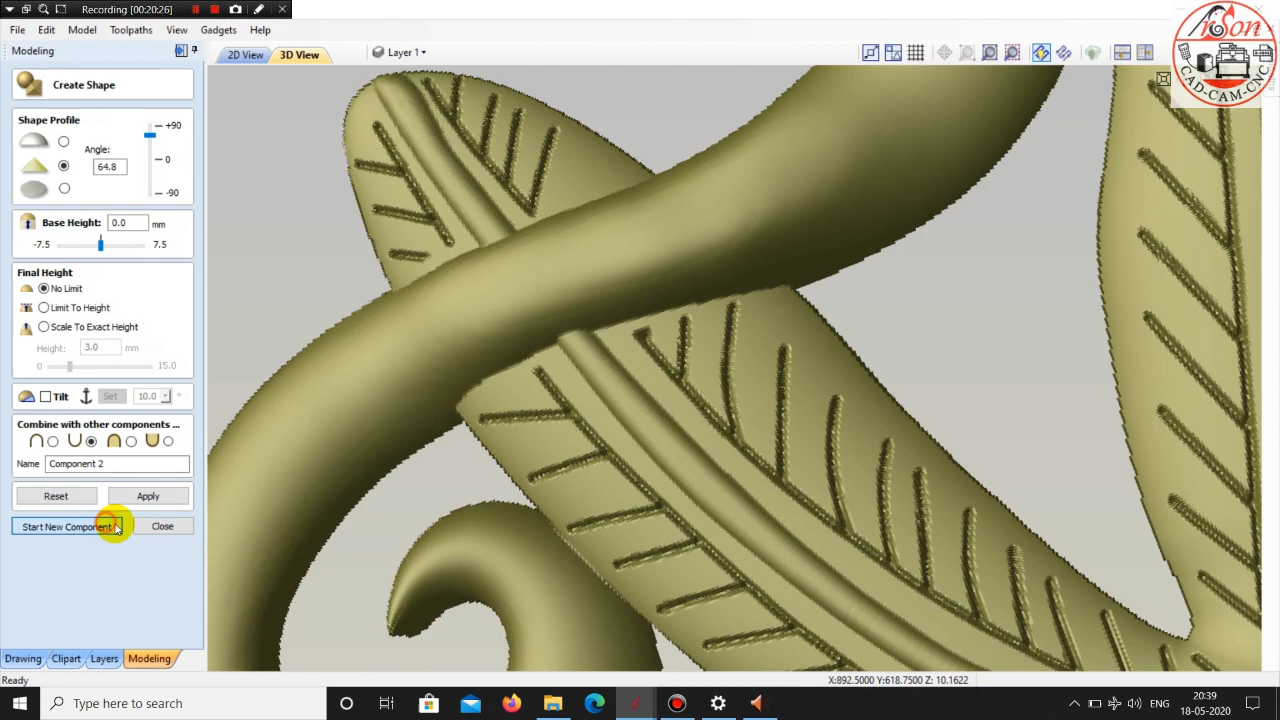 Recording [00:20:26]
File Edit Model Toolpaths View Gadgets Help
Modeling
2D View 3D View Layer 1
Create Shape
Shape Profile
+90
Angle:
0
64.8
-90
Base Height: 0.0 mm
-7.5 7.5
Final Height
No Limit
Limit To Height
Scale To Exact Height
Height: 3.0 mm
0 15.0
Tilt Set 10.0 °
Combine with other components ...
Name Component 2
Reset Apply
Start New Component Close
Drawing Clipart Layers Modeling
Ready
X:892.5000 Y:618.7500 Z: 10.1622
Type here to search
ENG
20:39
18-05-2020
CAD-CAM-CNC